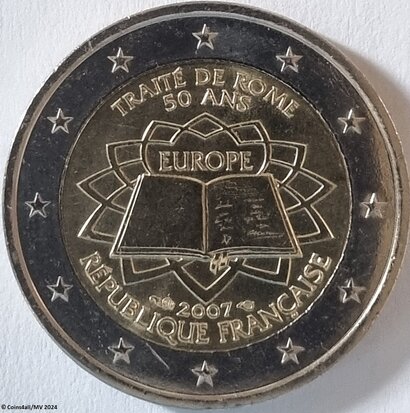 TRAITÉ DE ROME
50 ANS
EUROPE
2007
RÉPUBLIQUE FRANÇAISE
© Coins4all/MV 2024